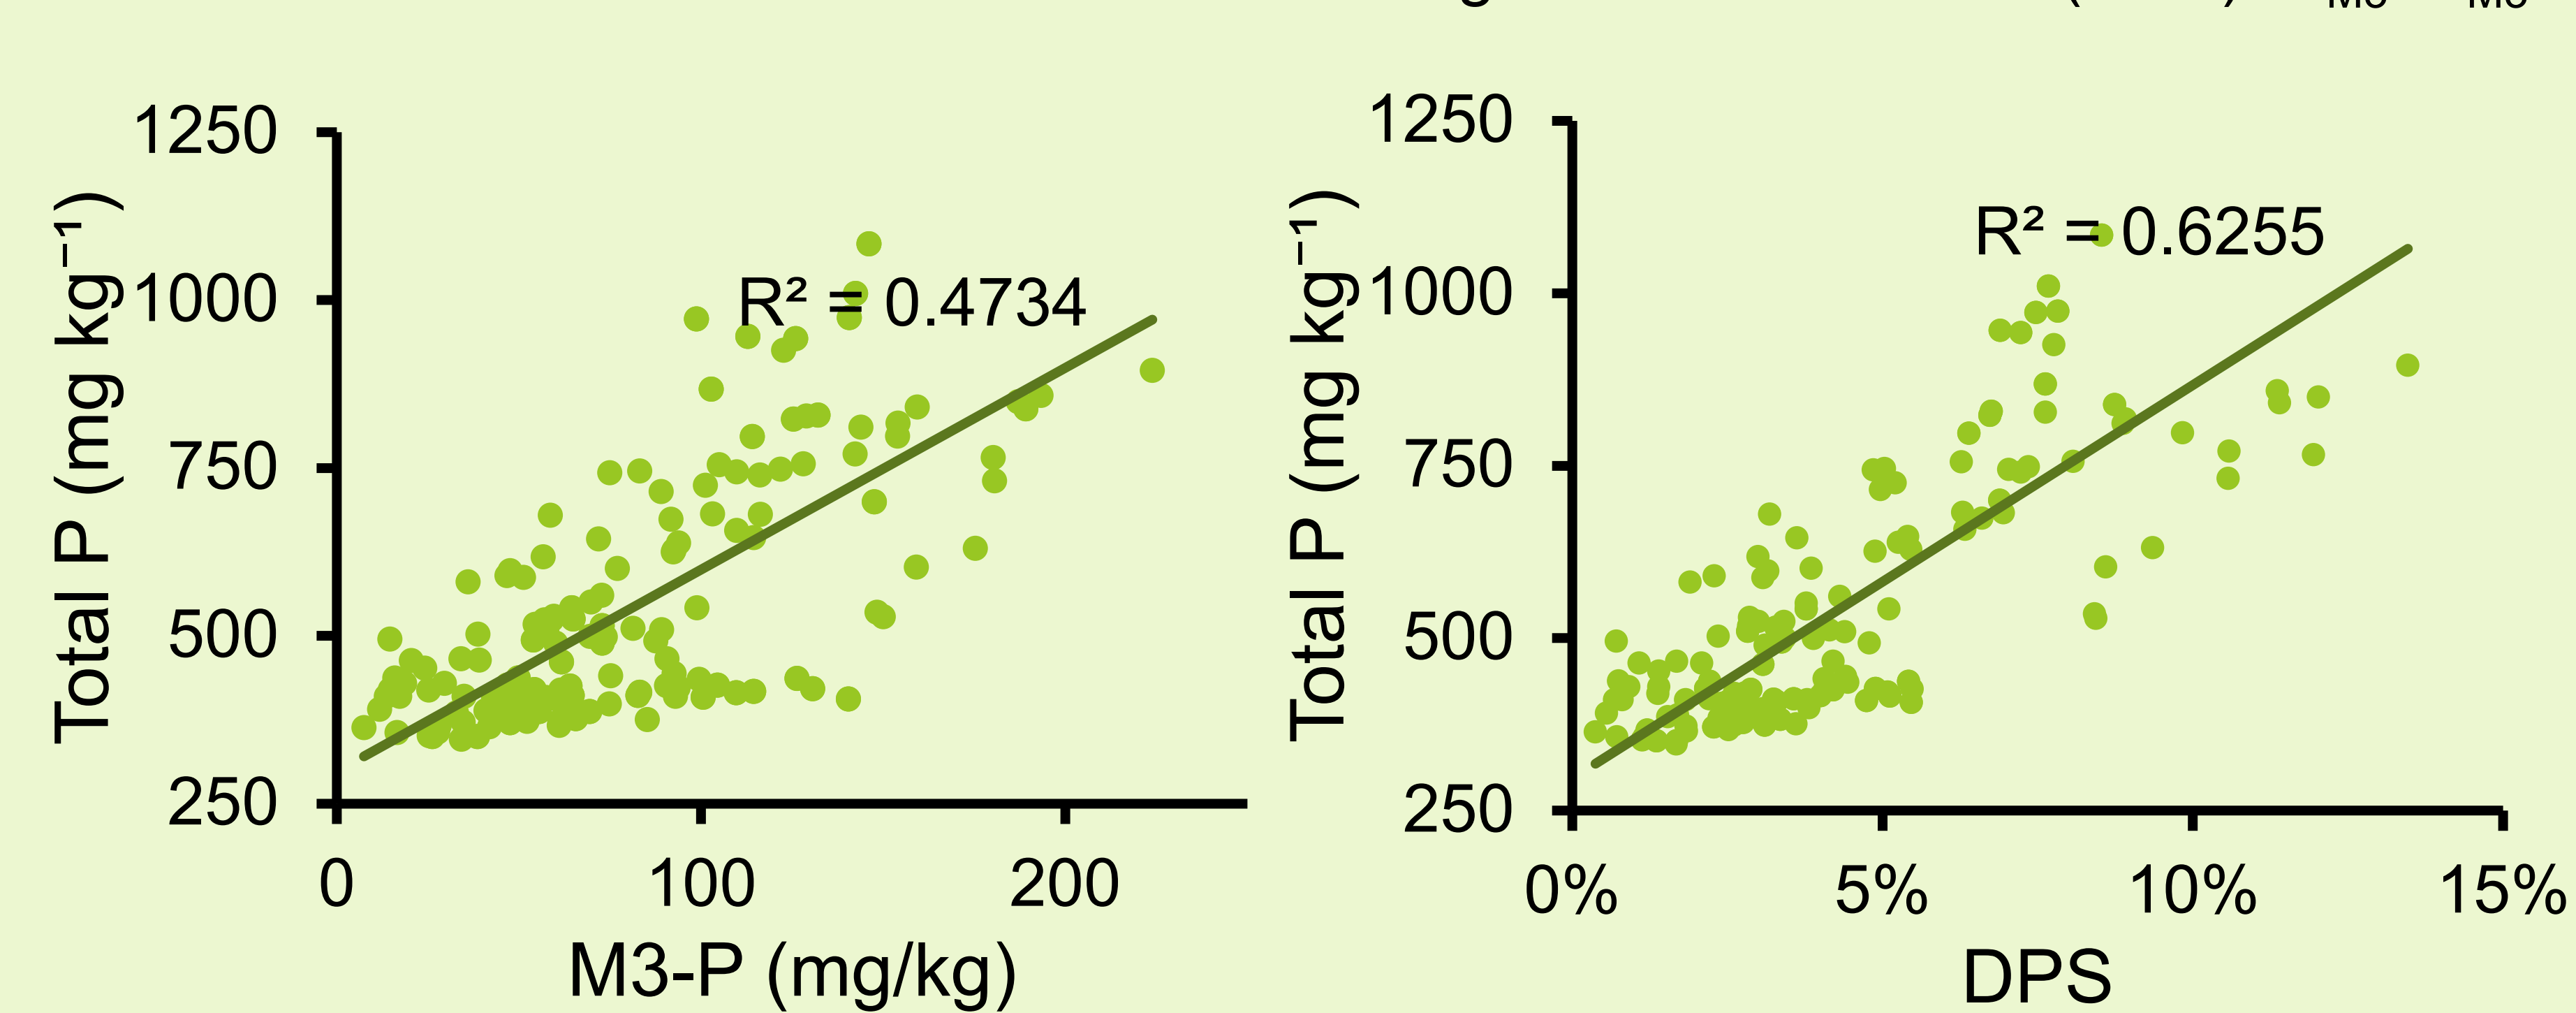 Total P (mg kg⁻¹)
1250
1000
750
500
250
R² = 0.4734
0 100 200
M3-P (mg/kg)
Total P (mg kg⁻¹)
1250
1000
750
500
250
R² = 0.6255
0% 5% 10% 15%
DPS